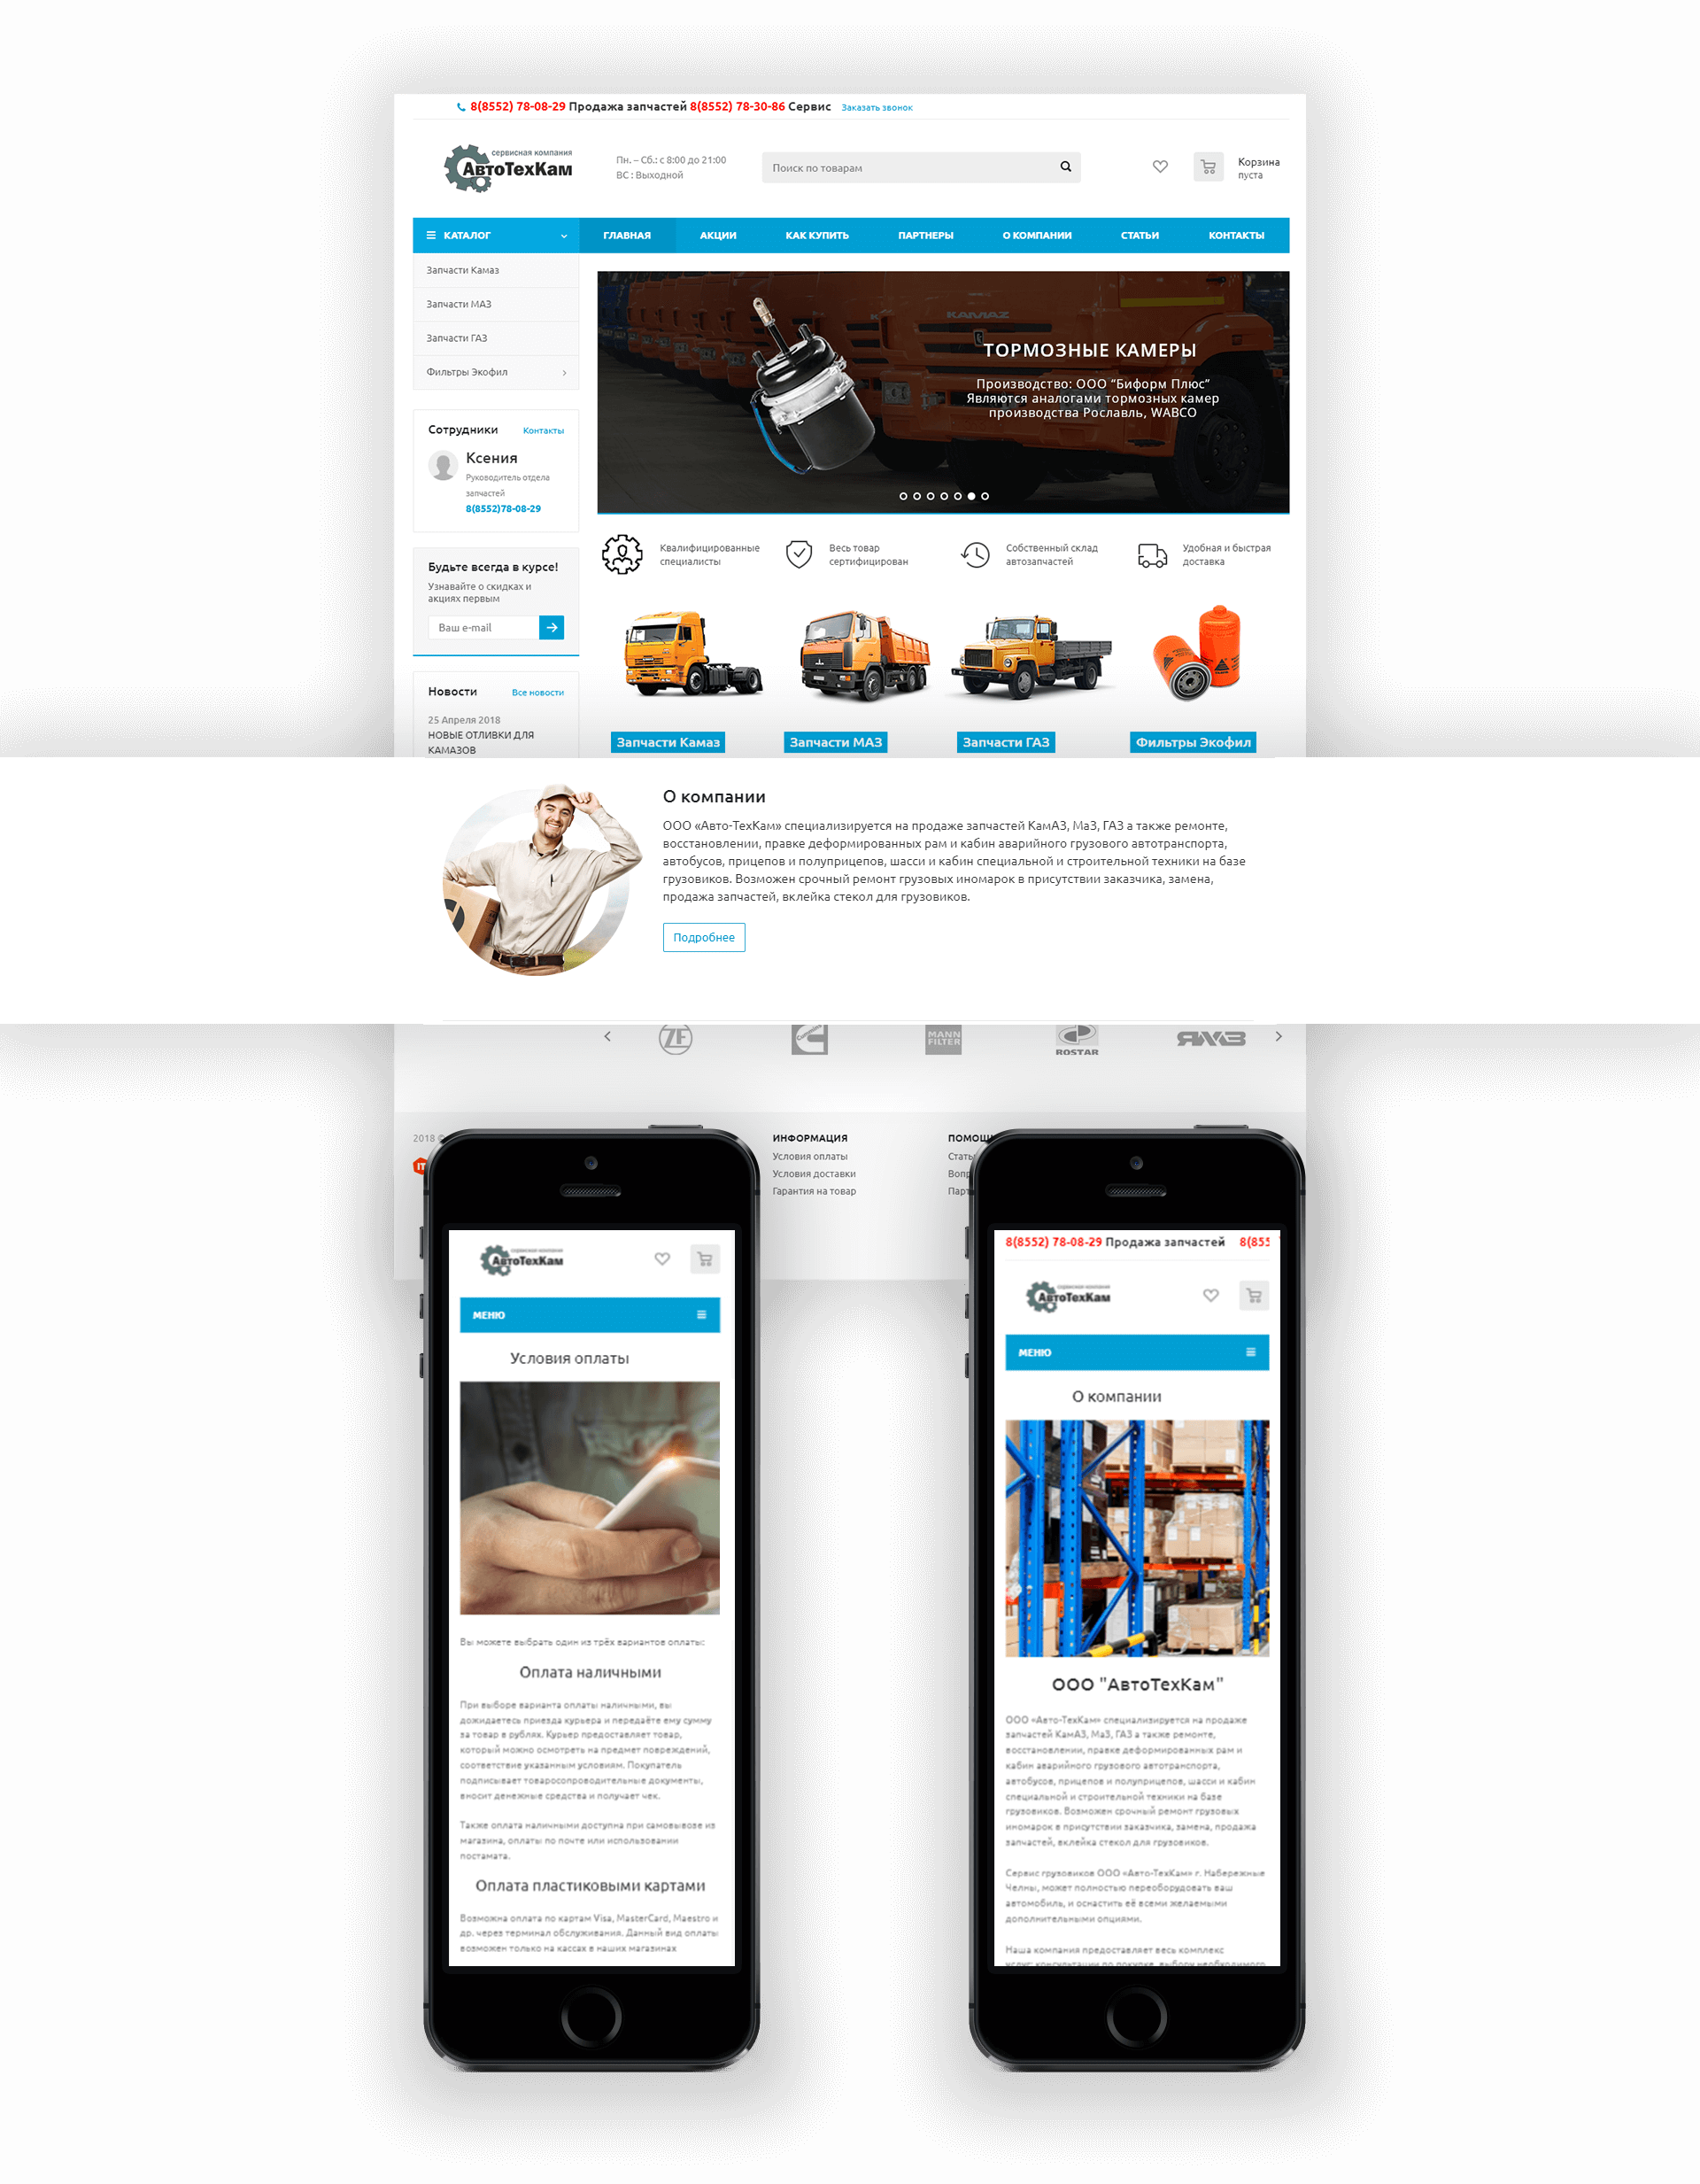 8(8552) 78-08-29 Продажа запчастей 8(8552) 78-30-86 Сервис Заказать звонок
сервисная компания
АвтоТехКам
Пн. – Сб.: с 8:00 до 21:00
ВС : Выходной
Поиск по товарам
Корзина
пуста
КАТАЛОГ
ГЛАВНАЯ
АКЦИИ
КАК КУПИТЬ
ПАРТНЕРЫ
О КОМПАНИИ
СТАТЬИ
КОНТАКТЫ
Запчасти Камаз
Запчасти МАЗ
Запчасти ГАЗ
Фильтры Экофил
KAMAZ
ТОРМОЗНЫЕ КАМЕРЫ
Производство: ООО “Биформ Плюс”
Являются аналогами тормозных камер
производства Рославль, WABCO
Сотрудники Контакты
Ксения
Руководитель отдела
запчастей
8(8552)78-08-29
Будьте всегда в курсе!
Узнавайте о скидках и
акциях первым
Ваш e-mail
Новости Все новости
25 Апреля 2018
НОВЫЕ ОТЛИВКИ ДЛЯ
КАМАЗОВ
Квалифицированные
специалисты
Весь товар
сертифицирован
Собственный склад
автозапчастей
Удобная и быстрая
доставка
Запчасти Камаз
Запчасти МАЗ
Запчасти ГАЗ
Фильтры Экофил
О компании
ООО «Авто-ТехКам» специализируется на продаже запчастей КамАЗ, МаЗ, ГАЗ а также ремонте,
восстановлении, правке деформированных рам и кабин аварийного грузового автотранспорта,
автобусов, прицепов и полуприцепов, шасси и кабин специальной и строительной техники на базе
грузовиков. Возможен срочный ремонт грузовых иномарок в присутствии заказчика, замена,
продажа запчастей, вклейка стекол для грузовиков.
Подробнее
ZF
MANN
FILTER
ROSTAR
ЯМЗ
2018 ©
ИНФОРМАЦИЯ
Условия оплаты
Условия доставки
Гарантия на товар
ПОМОЩ
Стать
Вопр
Парт
сервисная компания
АвтоТехКам
МЕНЮ
Условия оплаты
Вы можете выбрать один из трёх вариантов оплаты:
Оплата наличными
При выборе варианта оплаты наличными, вы
дожидаетесь приезда курьера и передаёте ему сумму
за товар в рублях. Курьер предоставляет товар,
который можно осмотреть на предмет повреждений,
соответствие указанным условиям. Покупатель
подписывает товаросопроводительные документы,
вносит денежные средства и получает чек.
Также оплата наличными доступна при самовывозе из
магазина, оплаты по почте или использовании
постамата.
Оплата пластиковыми картами
Возможна оплата по картам Visa, MasterCard, Maestro и
др. через терминал обслуживания. Данный вид оплаты
возможен только на кассах в наших магазинах
8(8552) 78-08-29 Продажа запчастей 8(855
сервисная компания
АвтоТехКам
МЕНЮ
О компании
ООО "АвтоТехКам"
ООО «Авто-ТехКам» специализируется на продаже
запчастей КамАЗ, МаЗ, ГАЗ а также ремонте,
восстановлении, правке деформированных рам и
кабин аварийного грузового автотранспорта,
автобусов, прицепов и полуприцепов, шасси и кабин
специальной и строительной техники на базе
грузовиков. Возможен срочный ремонт грузовых
иномарок в присутствии заказчика, замена, продажа
запчастей, вклейка стекол для грузовиков.
Сервис грузовиков ООО «Авто-ТехКам» г. Набережные
Челны, может полностью переоборудовать ваш
автомобиль, и оснастить её всеми желаемыми
дополнительными опциями.
Наша компания предоставляет весь комплекс
услуг: консультации по покупке, выбору необходимого